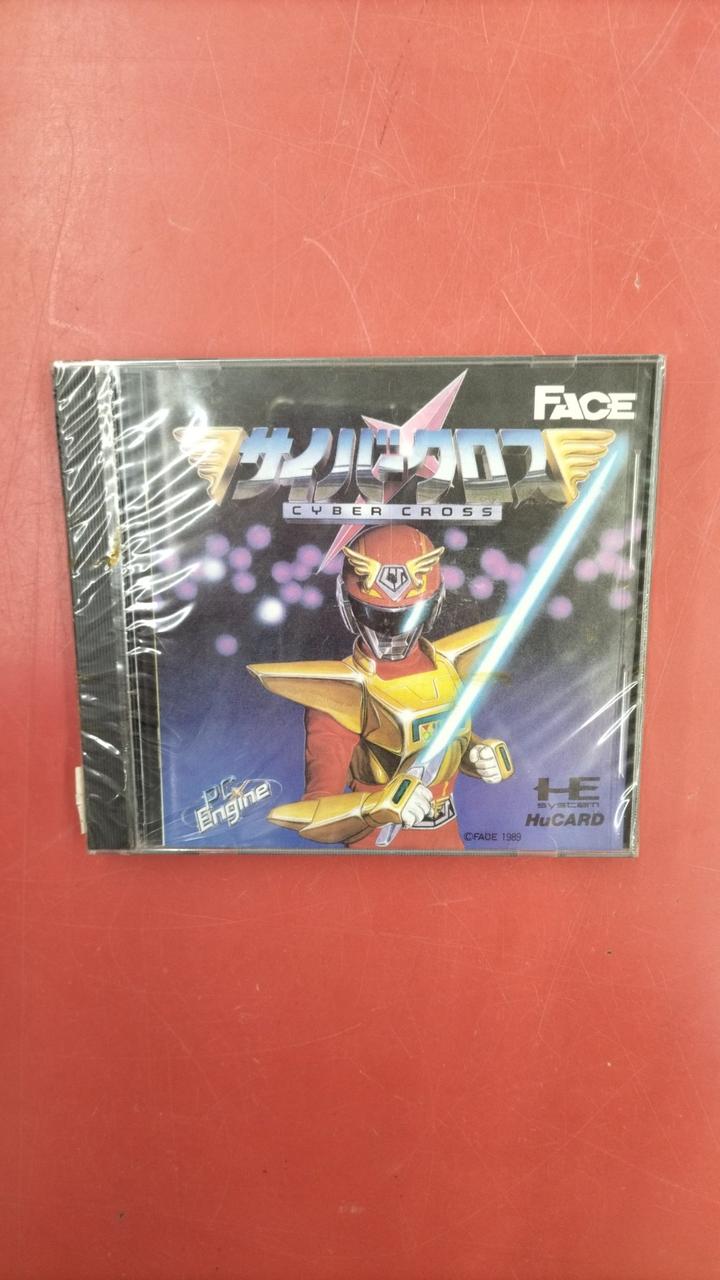 FACE
サイバークロス
CYBER CROSS
PC Engine
HE
system
HuCARD
©FACE 1989